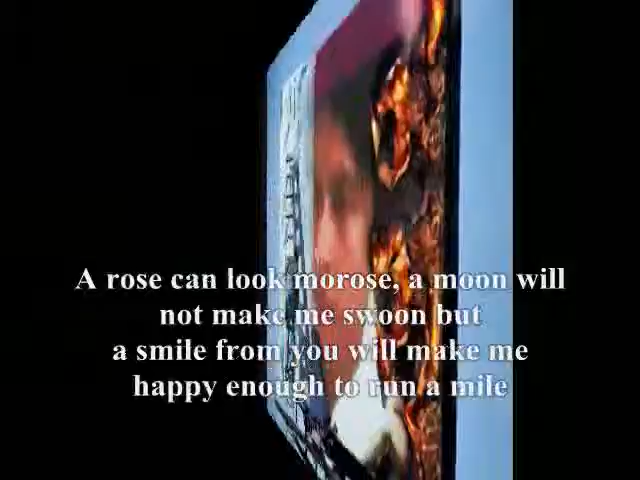 A rose can look morose, a moon will
not make me swoon but
a smile from you will make me
happy enough to run a mile